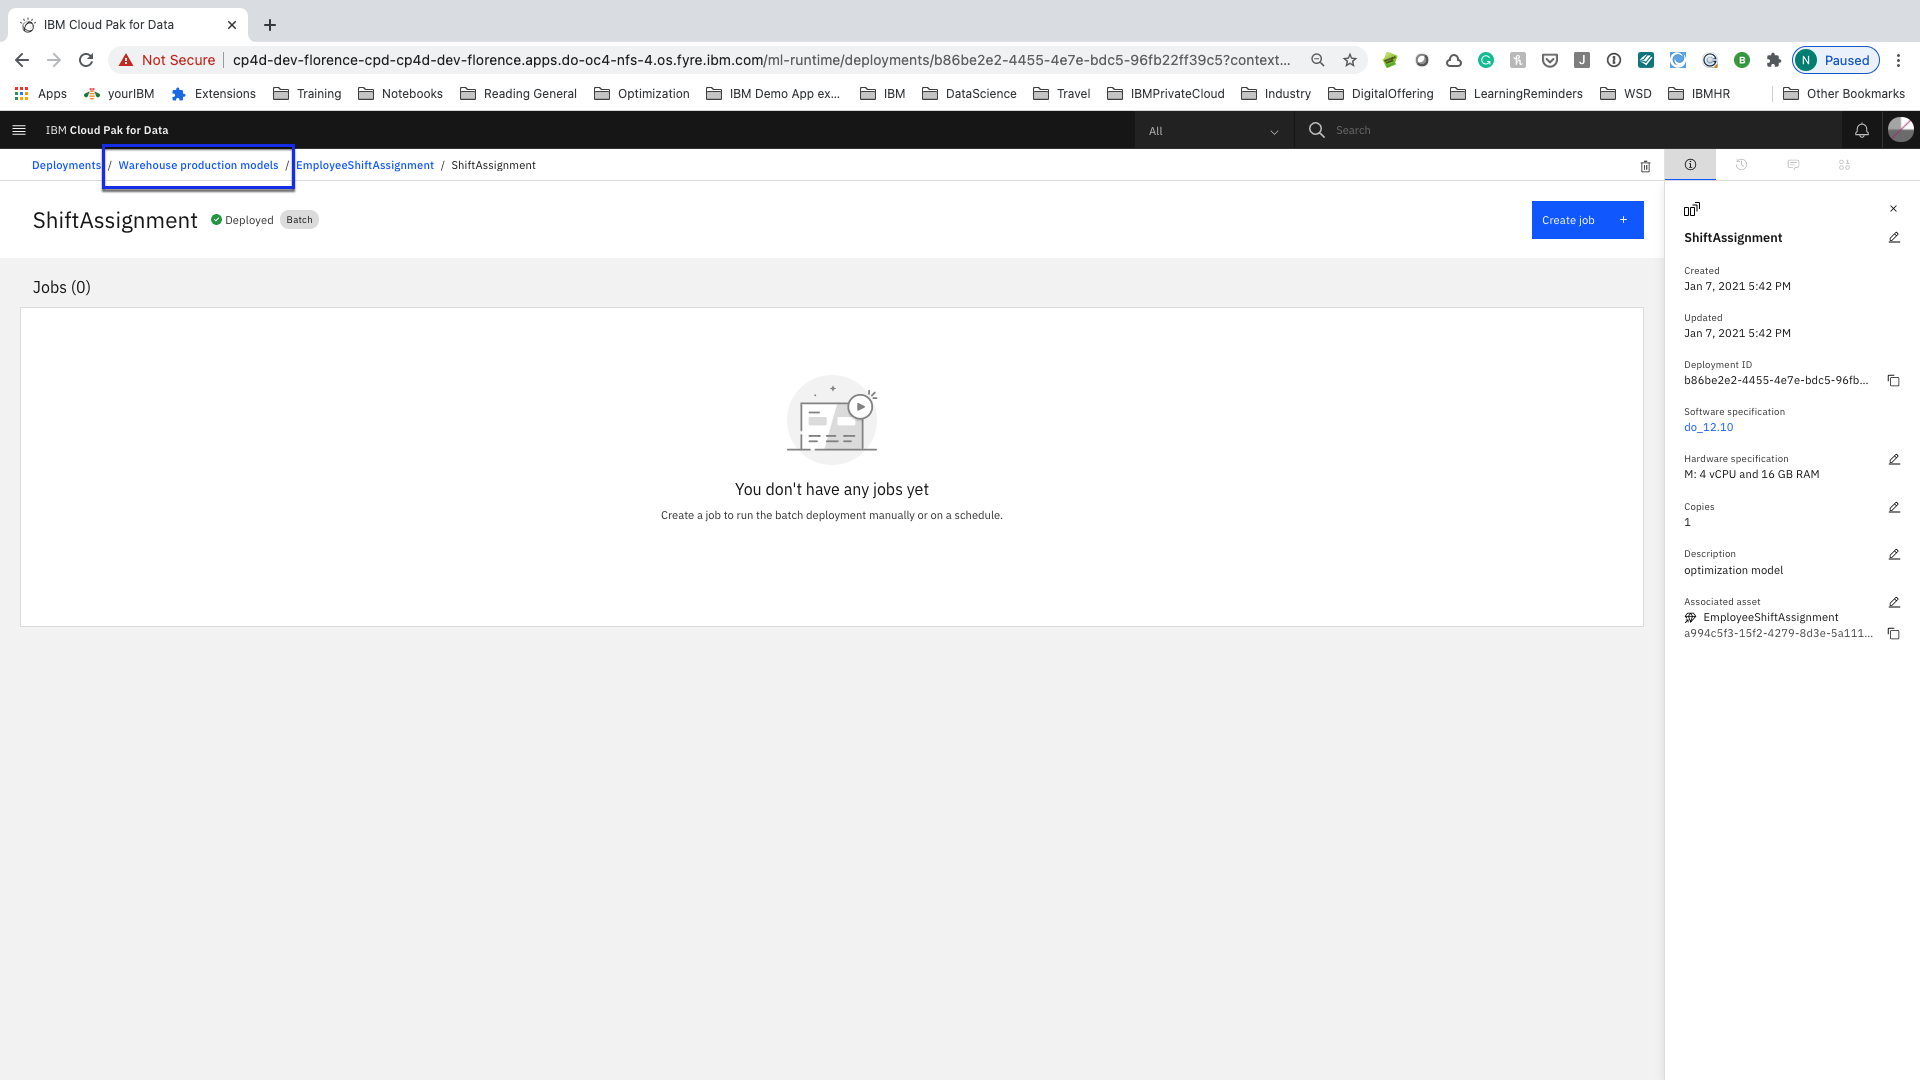 IBM Cloud Pak for Data
Not Secure cp4d-dev-florence-cpd-cp4d-dev-florence.apps.do-oc4-nfs-4.os.fyre.ibm.com/ml-runtime/deployments/b86be2e2-4455-4e7e-bdc5-96fb22ff39c5?context... J B N Paused
Apps yourIBM Extensions Training Notebooks Reading General Optimization IBM Demo App ex... IBM DataScience Travel IBMPrivateCloud Industry DigitalOffering LearningReminders WSD IBMHR Other Bookmarks
IBM Cloud Pak for Data All Search
Deployments / Warehouse production models / EmployeeShiftAssignment / ShiftAssignment
ShiftAssignment Deployed Batch Create job +
Jobs (0)
You don't have any jobs yet
Create a job to run the batch deployment manually or on a schedule.
ShiftAssignment
Created
Jan 7, 2021 5:42 PM
Updated
Jan 7, 2021 5:42 PM
Deployment ID
b86be2e2-4455-4e7e-bdc5-96fb...
Software specification
do_12.10
Hardware specification
M: 4 vCPU and 16 GB RAM
Copies
1
Description
optimization model
Associated asset
EmployeeShiftAssignment
a994c5f3-15f2-4279-8d3e-5a111...